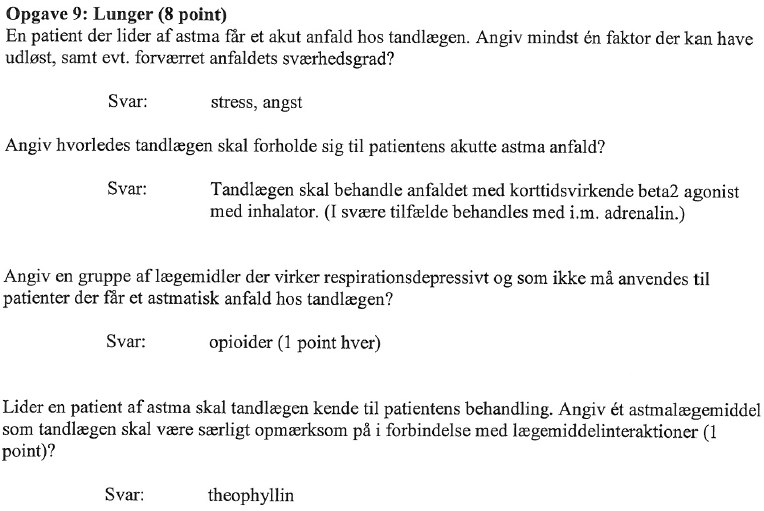 Opgave 9: Lunger (8 point)
En patient der lider af astma får et akut anfald hos tandlægen. Angiv mindst én faktor der kan have
udløst, samt evt. forværret anfaldets sværhedsgrad?
Svar: stress, angst
Angiv hvorledes tandlægen skal forholde sig til patientens akutte astma anfald?
Svar: Tandlægen skal behandle anfaldet med korttidsvirkende beta2 agonist
med inhalator. (I svære tilfælde behandles med i.m. adrenalin.)
Angiv en gruppe af lægemidler der virker respirationsdepressivt og som ikke må anvendes til
patienter der får et astmatisk anfald hos tandlægen?
Svar: opioider (1 point hver)
Lider en patient af astma skal tandlægen kende til patientens behandling. Angiv ét astmalægemiddel
som tandlægen skal være særligt opmærksom på i forbindelse med lægemiddelinteraktioner (1
point)?
Svar: theophyllin